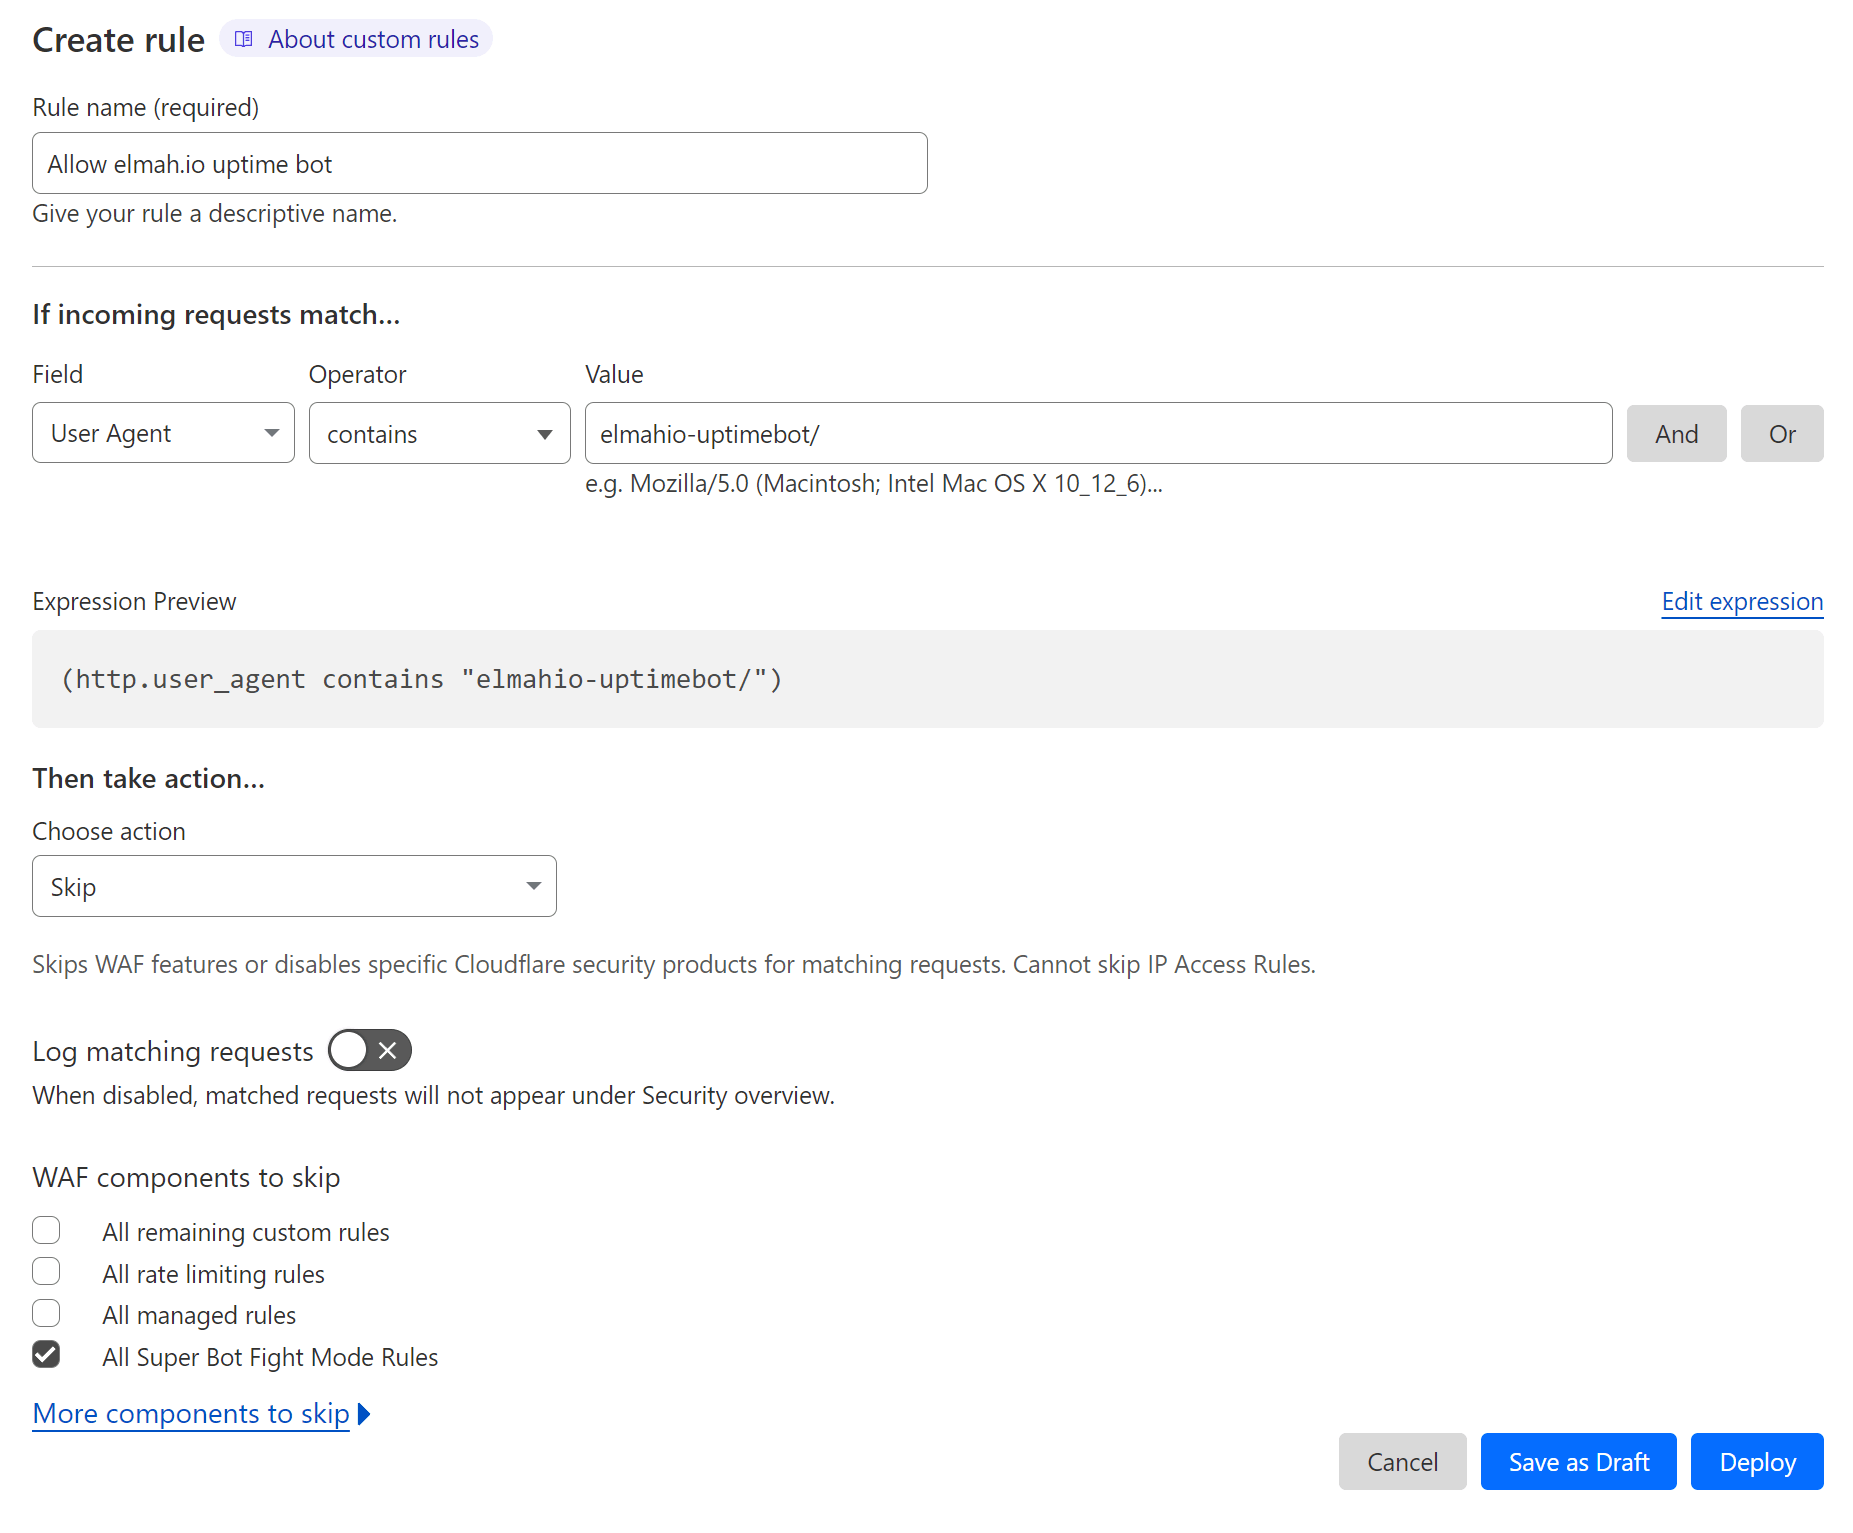 Create rule About custom rules
Rule name (required)
Allow elmah.io uptime bot
Give your rule a descriptive name.
If incoming requests match...
Field Operator Value
User Agent contains elmahio-uptimebot/ And Or
e.g. Mozilla/5.0 (Macintosh; Intel Mac OS X 10_12_6)...
Expression Preview Edit expression
(http.user_agent contains "elmahio-uptimebot/")
Then take action...
Choose action
Skip
Skips WAF features or disables specific Cloudflare security products for matching requests. Cannot skip IP Access Rules.
Log matching requests
When disabled, matched requests will not appear under Security overview.
WAF components to skip
All remaining custom rules
All rate limiting rules
All managed rules
All Super Bot Fight Mode Rules
More components to skip
Cancel Save as Draft Deploy